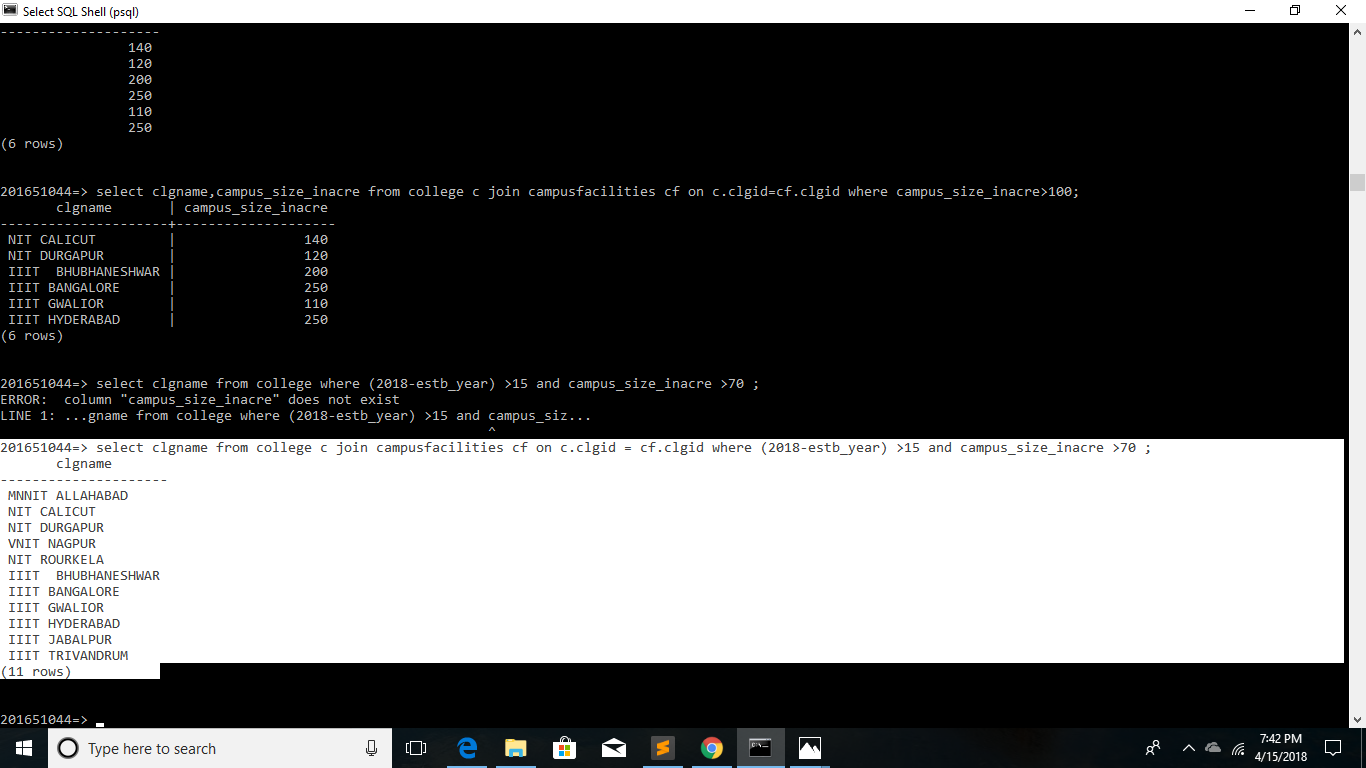 Select SQL Shell (psql)
--------------------
140
120
200
250
110
250
(6 rows)
201651044=> select clgname,campus_size_inacre from college c join campusfacilities cf on c.clgid=cf.clgid where campus_size_inacre>100;
       clgname       | campus_size_inacre
---------------------+--------------------
 NIT CALICUT         |                140
 NIT DURGAPUR        |                120
 IIIT  BHUBHANESHWAR |                200
 IIIT BANGALORE      |                250
 IIIT GWALIOR        |                110
 IIIT HYDERABAD      |                250
(6 rows)
201651044=> select clgname from college where (2018-estb_year) >15 and campus_size_inacre >70 ;
ERROR:  column "campus_size_inacre" does not exist
LINE 1: ...gname from college where (2018-estb_year) >15 and campus_siz...
                                                             ^
201651044=> select clgname from college c join campusfacilities cf on c.clgid = cf.clgid where (2018-estb_year) >15 and campus_size_inacre >70 ;
       clgname
---------------------
 MNNIT ALLAHABAD
 NIT CALICUT
 NIT DURGAPUR
 VNIT NAGPUR
 NIT ROURKELA
 IIIT  BHUBHANESHWAR
 IIIT BANGALORE
 IIIT GWALIOR
 IIIT HYDERABAD
 IIIT JABALPUR
 IIIT TRIVANDRUM
(11 rows)
201651044=> _
Type here to search
7:42 PM
4/15/2018